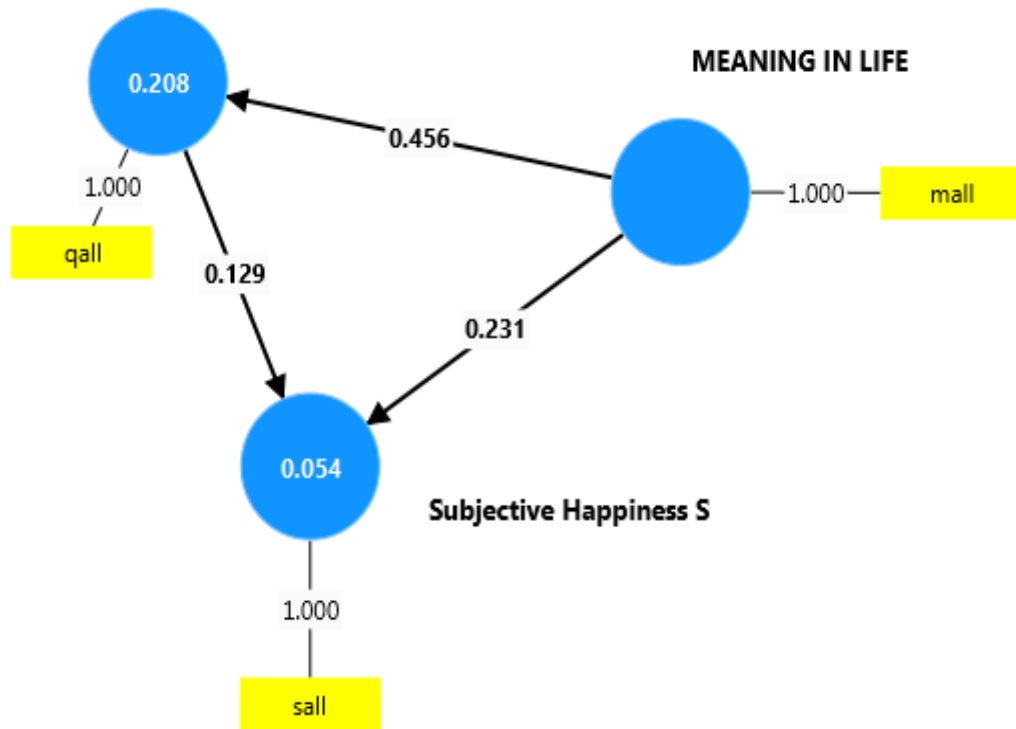 MEANING IN LIFE
0.208
0.456
1.000
1.000
mall
qall
0.129
0.231
0.054
Subjective Happiness S
1.000
sall